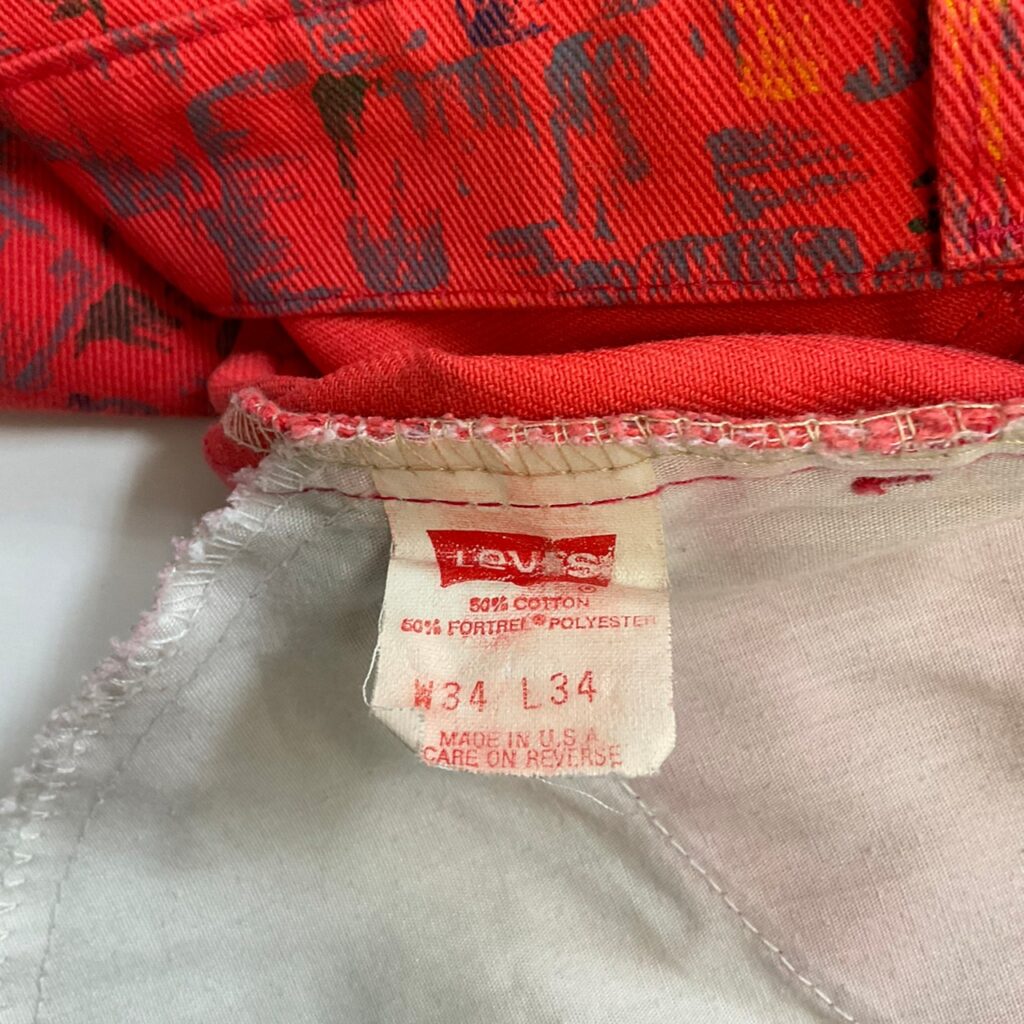 LEVI'S
®
50% COTTON
50% FORTREL® POLYESTER
W34 L34
MADE IN U.S.A.
CARE ON REVERSE